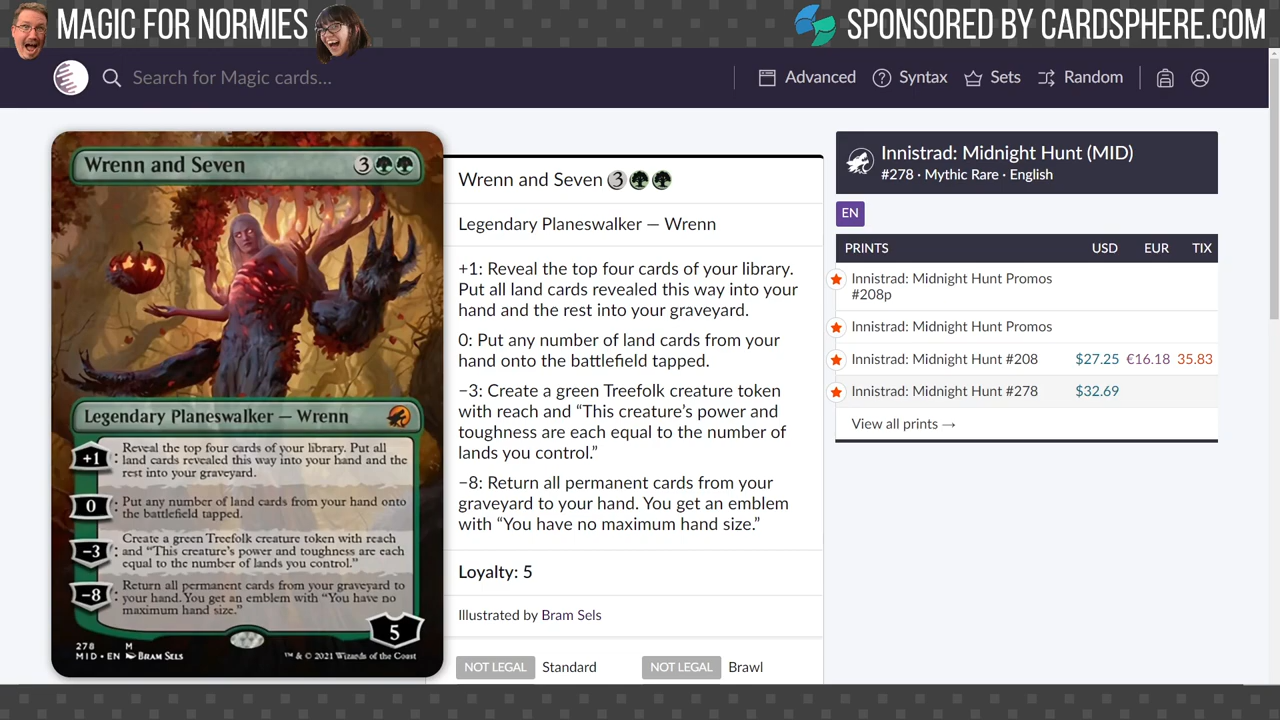 MAGIC FOR NORMIES
SPONSORED BY CARDSPHERE.COM
Search for Magic cards...
Advanced
Syntax
Sets
Random
Wrenn and Seven 3
Legendary Planeswalker — Wrenn
+1: Reveal the top four cards of your library. Put all
land cards revealed this way into your hand and the
rest into your graveyard.
0: Put any number of land cards from your hand onto
the battlefield tapped.
−3: Create a green Treefolk creature token with reach
and “This creature's power and toughness are each
equal to the number of lands you control.”
−8: Return all permanent cards from your graveyard to
your hand. You get an emblem with “You have no
maximum hand size.”
5
278 M
MID • EN BRAM SELS
™ & © 2021 Wizards of the Coast
Wrenn and Seven 3
Legendary Planeswalker — Wrenn
+1: Reveal the top four cards of your library.
Put all land cards revealed this way into your
hand and the rest into your graveyard.
0: Put any number of land cards from your
hand onto the battlefield tapped.
−3: Create a green Treefolk creature token
with reach and “This creature’s power and
toughness are each equal to the number of
lands you control.”
−8: Return all permanent cards from your
graveyard to your hand. You get an emblem
with “You have no maximum hand size.”
Loyalty: 5
Illustrated by Bram Sels
NOT LEGAL Standard
NOT LEGAL Brawl
Innistrad: Midnight Hunt (MID)
#278 · Mythic Rare · English
EN
PRINTS USD EUR TIX
Innistrad: Midnight Hunt Promos
#208p
Innistrad: Midnight Hunt Promos
Innistrad: Midnight Hunt #208 $27.25 €16.18 35.83
Innistrad: Midnight Hunt #278 $32.69
View all prints →